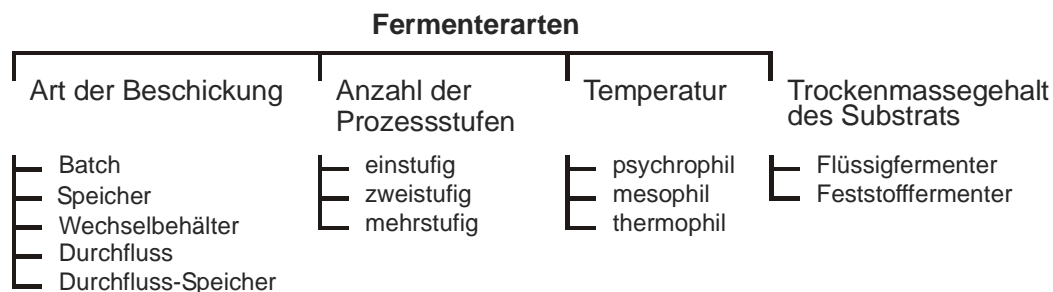 Fermenterarten
Art der Beschickung
Batch
Speicher
Wechselbehälter
Durchfluss
Durchfluss-Speicher
Anzahl der
Prozessstufen
einstufig
zweistufig
mehrstufig
Temperatur
psychrophil
mesophil
thermophil
Trockenmassegehalt
des Substrats
Flüssigfermenter
Feststofffermenter